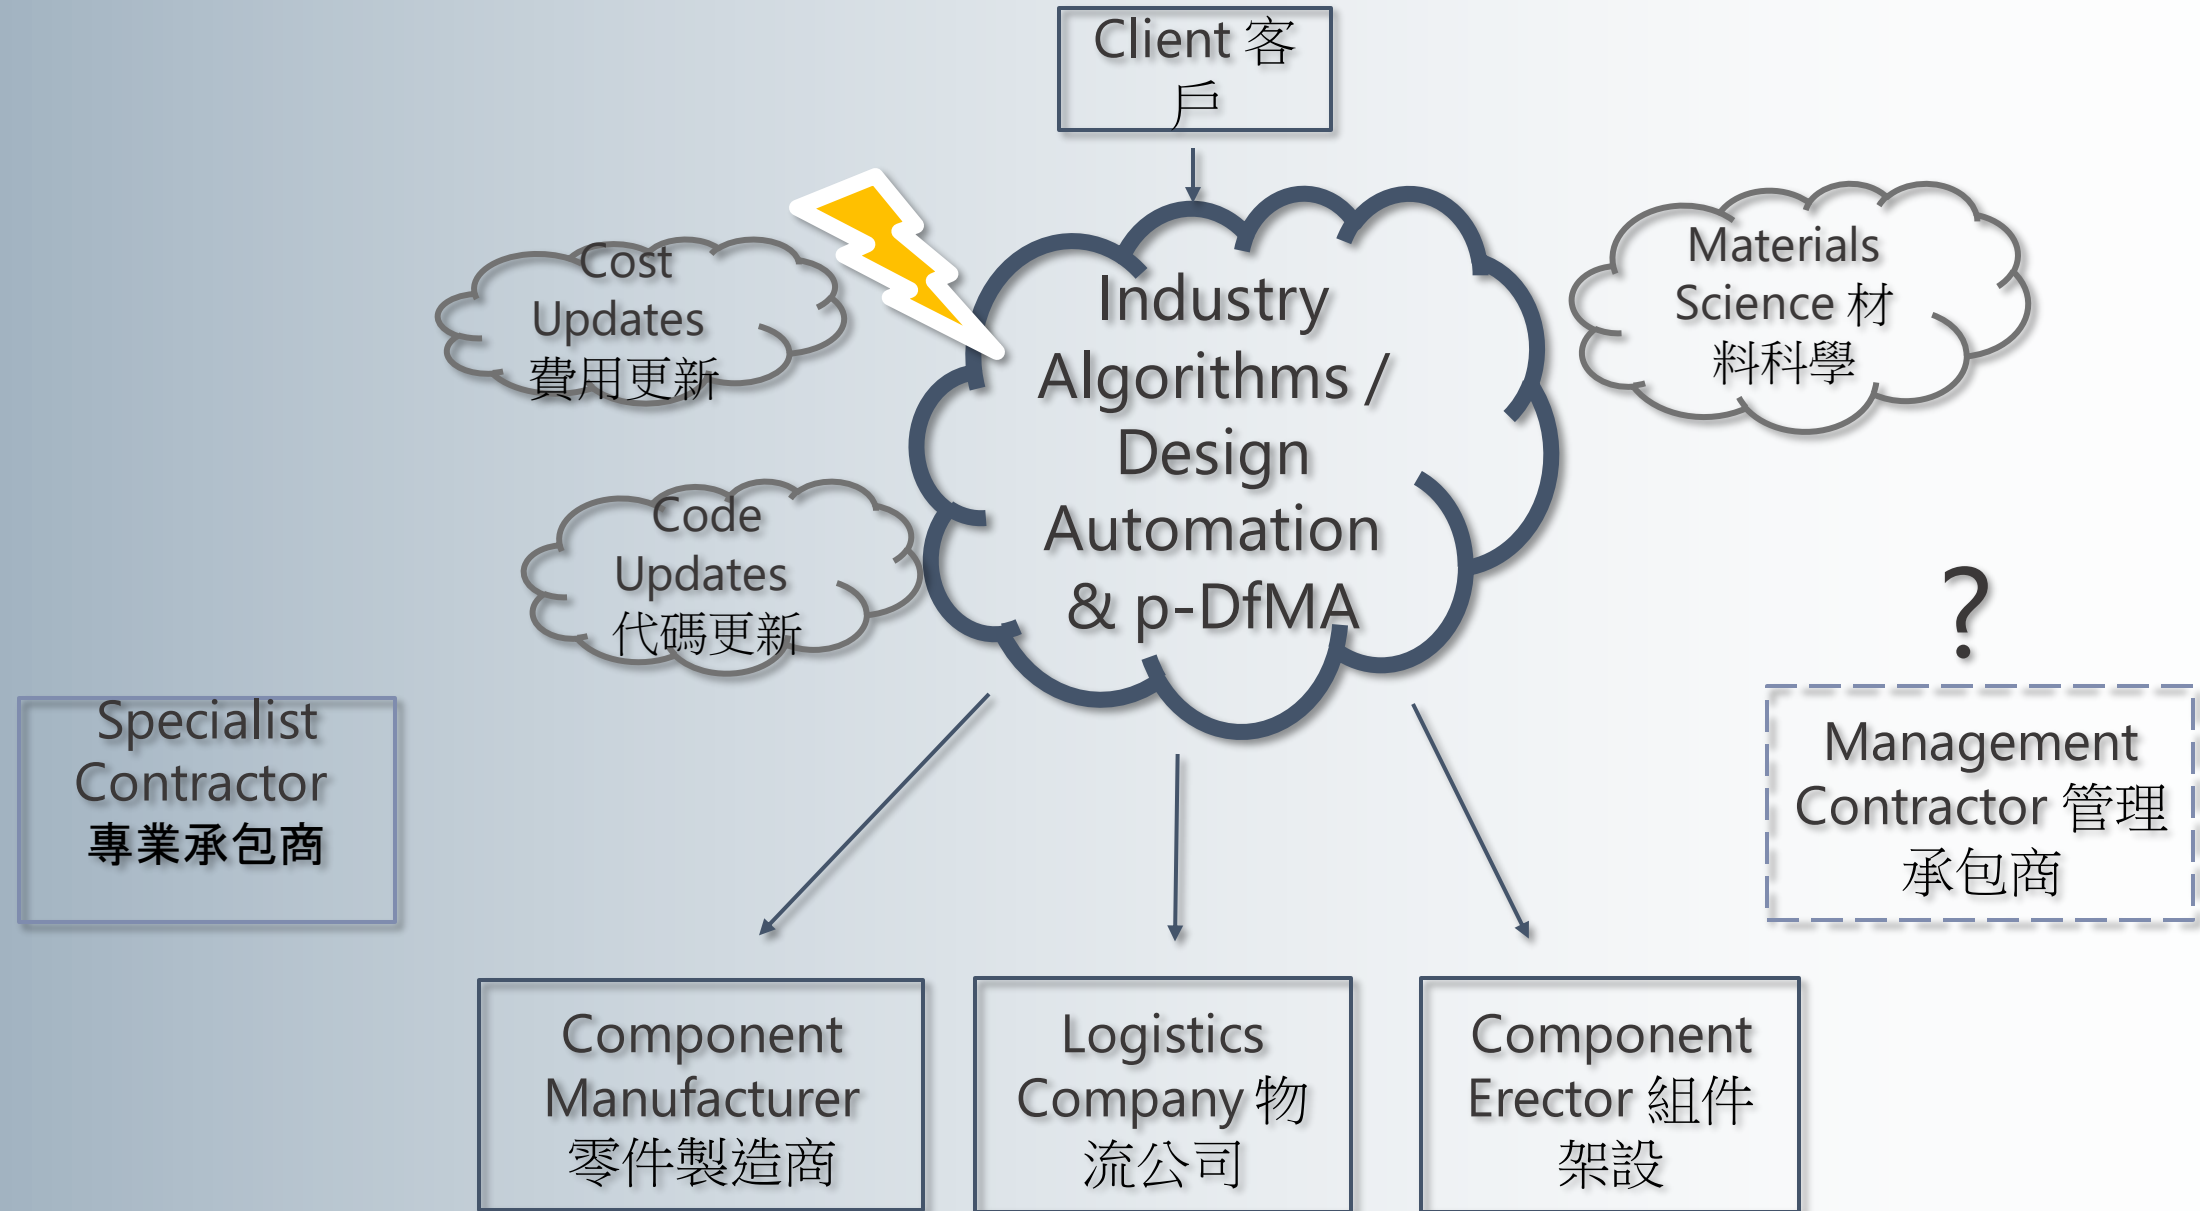 Client 客
戶
Cost
Updates
費用更新
Industry
Algorithms /
Design
Automation
& p-DfMA
Materials
Science 材
料科學
Code
Updates
代碼更新
?
Specialist
Contractor
專業承包商
Management
Contractor 管理
承包商
Component
Manufacturer
零件製造商
Logistics
Company 物
流公司
Component
Erector 組件
架設